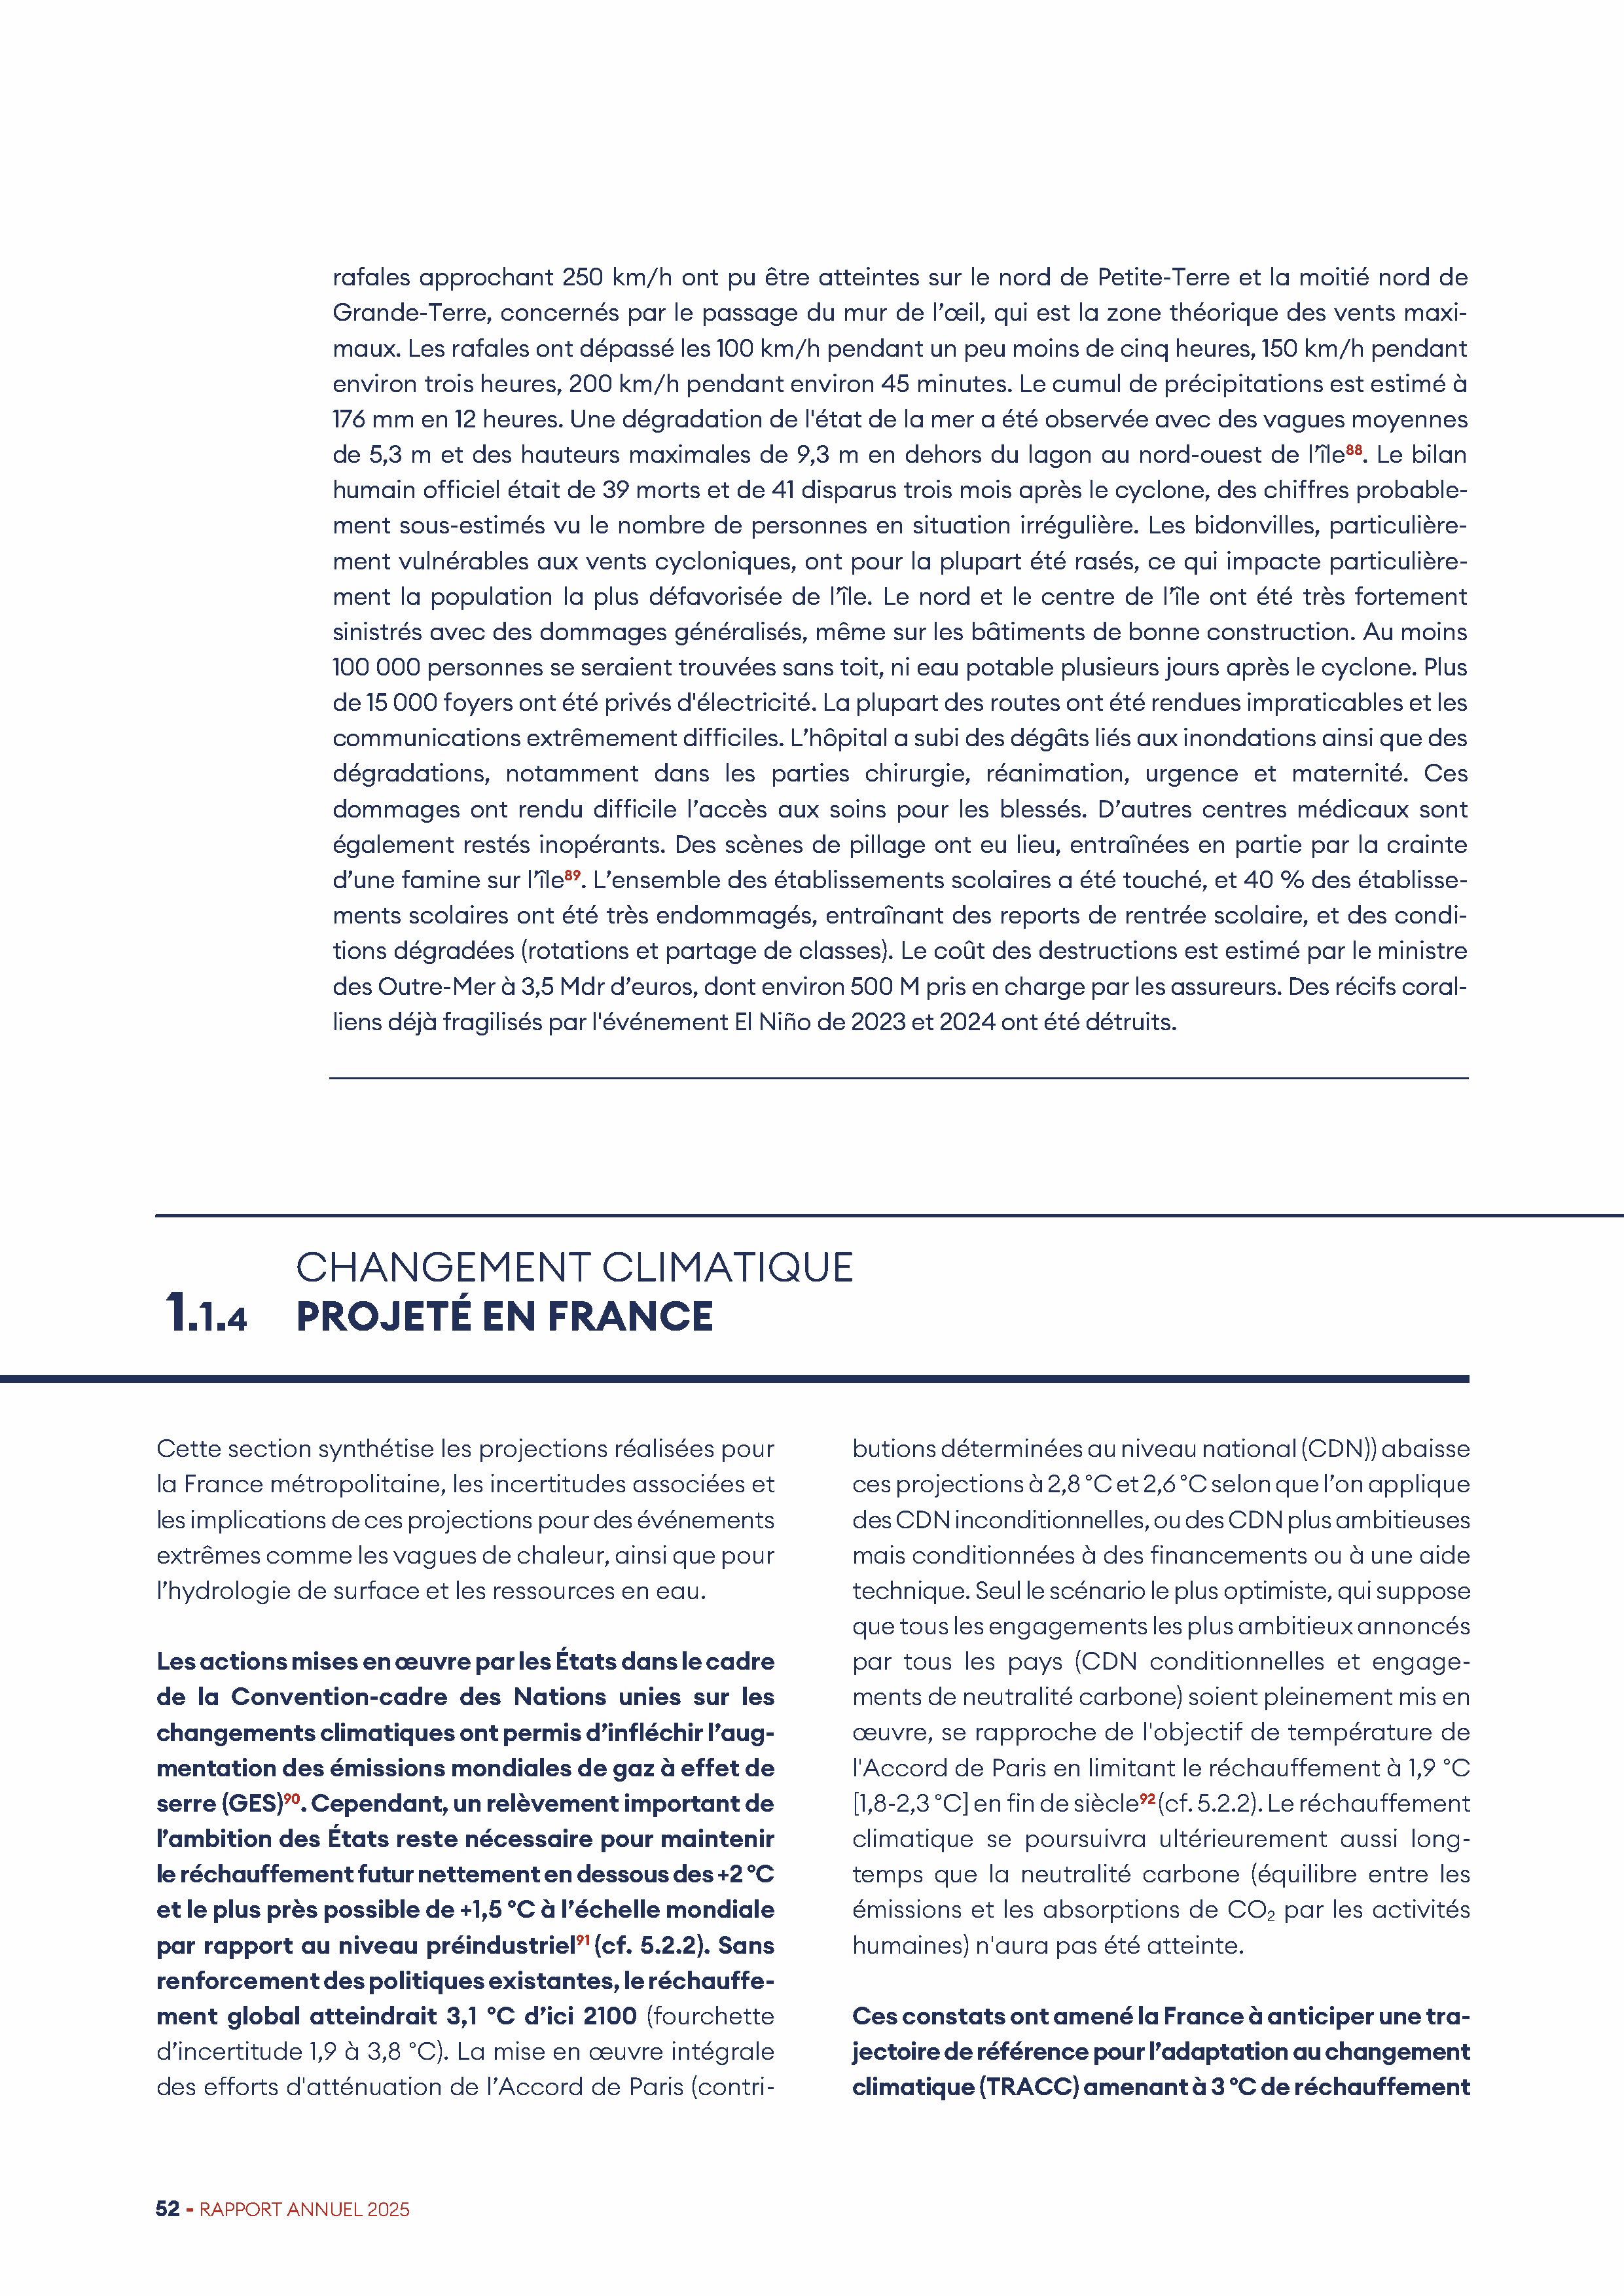 rafales approchant 250 km/h ont pu être atteintes sur le nord de Petite-Terre et la moitié nord de
Grande-Terre, concernés par le passage du mur de l’œil, qui est la zone théorique des vents maxi-
maux. Les rafales ont dépassé les 100 km/h pendant un peu moins de cinq heures, 150 km/h pendant
environ trois heures, 200 km/h pendant environ 45 minutes. Le cumul de précipitations est estimé à
176 mm en 12 heures. Une dégradation de l'état de la mer a été observée avec des vagues moyennes
de 5,3 m et des hauteurs maximales de 9,3 m en dehors du lagon au nord-ouest de l’île88. Le bilan
humain officiel était de 39 morts et de 41 disparus trois mois après le cyclone, des chiffres probable-
ment sous-estimés vu le nombre de personnes en situation irrégulière. Les bidonvilles, particulière-
ment vulnérables aux vents cycloniques, ont pour la plupart été rasés, ce qui impacte particulière-
ment la population la plus défavorisée de l’île. Le nord et le centre de l’île ont été très fortement
sinistrés avec des dommages généralisés, même sur les bâtiments de bonne construction. Au moins
100 000 personnes se seraient trouvées sans toit, ni eau potable plusieurs jours après le cyclone. Plus
de 15 000 foyers ont été privés d'électricité. La plupart des routes ont été rendues impraticables et les
communications extrêmement difficiles. L’hôpital a subi des dégâts liés aux inondations ainsi que des
dégradations, notamment dans les parties chirurgie, réanimation, urgence et maternité. Ces
dommages ont rendu difficile l’accès aux soins pour les blessés. D’autres centres médicaux sont
également restés inopérants. Des scènes de pillage ont eu lieu, entraînées en partie par la crainte
d’une famine sur l’île89. L’ensemble des établissements scolaires a été touché, et 40 % des établisse-
ments scolaires ont été très endommagés, entraînant des reports de rentrée scolaire, et des condi-
tions dégradées (rotations et partage de classes). Le coût des destructions est estimé par le ministre
des Outre-Mer à 3,5 Mdr d’euros, dont environ 500 M pris en charge par les assureurs. Des récifs coral-
liens déjà fragilisés par l'événement El Niño de 2023 et 2024 ont été détruits.
CHANGEMENT CLIMATIQUE
1.1.4 PROJETÉ EN FRANCE
Cette section synthétise les projections réalisées pour
la France métropolitaine, les incertitudes associées et
les implications de ces projections pour des événements
extrêmes comme les vagues de chaleur, ainsi que pour
l’hydrologie de surface et les ressources en eau.
Les actions mises en œuvre par les États dans le cadre
de la Convention-cadre des Nations unies sur les
changements climatiques ont permis d’infléchir l’aug-
mentation des émissions mondiales de gaz à effet de
serre (GES)90. Cependant, un relèvement important de
l’ambition des États reste nécessaire pour maintenir
le réchauffement futur nettement en dessous des +2 °C
et le plus près possible de +1,5 °C à l’échelle mondiale
par rapport au niveau préindustriel91 (cf. 5.2.2). Sans
renforcement des politiques existantes, le réchauffe-
ment global atteindrait 3,1 °C d’ici 2100 (fourchette
d’incertitude 1,9 à 3,8 °C). La mise en œuvre intégrale
des efforts d'atténuation de l’Accord de Paris (contri-
butions déterminées au niveau national (CDN)) abaisse
ces projections à 2,8 °C et 2,6 °C selon que l’on applique
des CDN inconditionnelles, ou des CDN plus ambitieuses
mais conditionnées à des financements ou à une aide
technique. Seul le scénario le plus optimiste, qui suppose
que tous les engagements les plus ambitieux annoncés
par tous les pays (CDN conditionnelles et engage-
ments de neutralité carbone) soient pleinement mis en
œuvre, se rapproche de l'objectif de température de
l'Accord de Paris en limitant le réchauffement à 1,9 °C
[1,8-2,3 °C] en fin de siècle92 (cf. 5.2.2). Le réchauffement
climatique se poursuivra ultérieurement aussi long-
temps que la neutralité carbone (équilibre entre les
émissions et les absorptions de CO₂ par les activités
humaines) n'aura pas été atteinte.
Ces constats ont amené la France à anticiper une tra-
jectoire de référence pour l’adaptation au changement
climatique (TRACC) amenant à 3 °C de réchauffement
52 - RAPPORT ANNUEL 2025